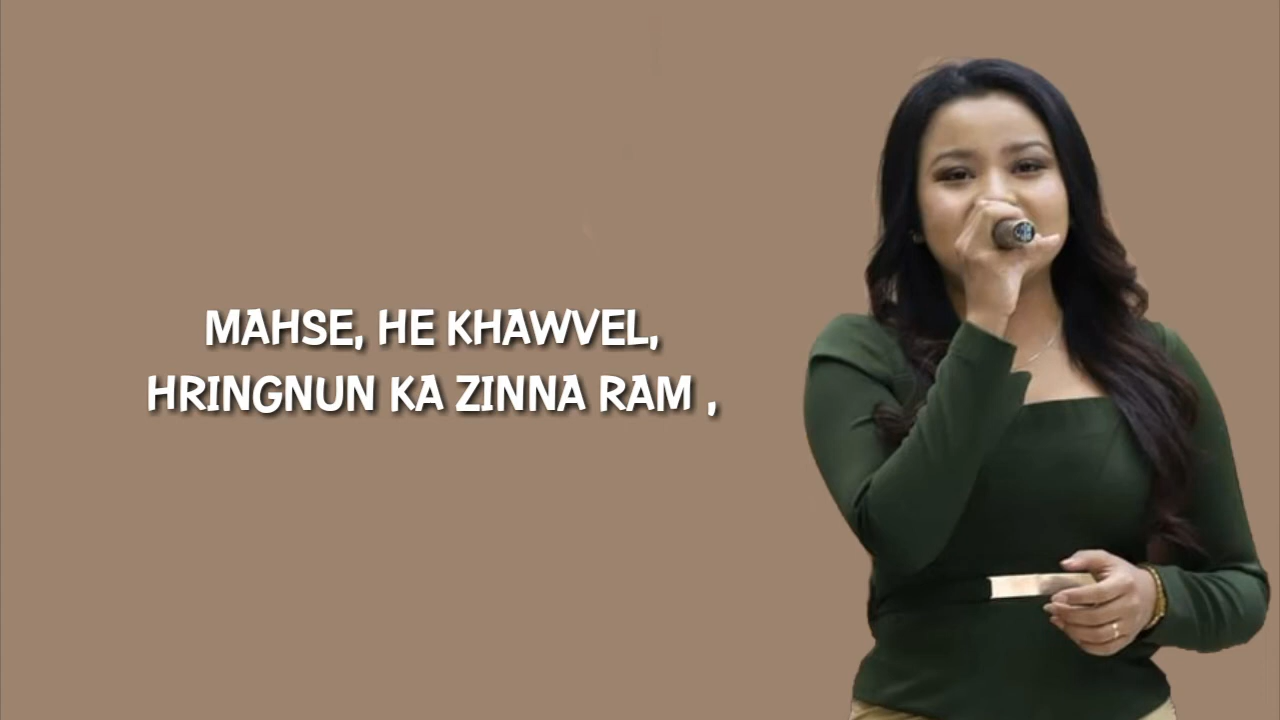 MAHSE, HE KHAWVEL,
HRINGNUN KA ZINNA RAM ,